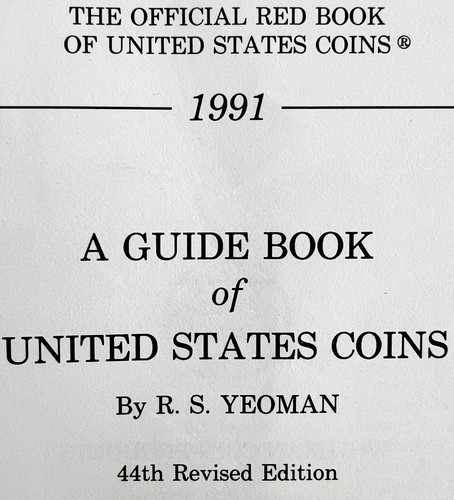 THE OFFICIAL RED BOOK
OF UNITED STATES COINS®
1991
A GUIDE BOOK
of
UNITED STATES COINS
By R. S. YEOMAN
44th Revised Edition